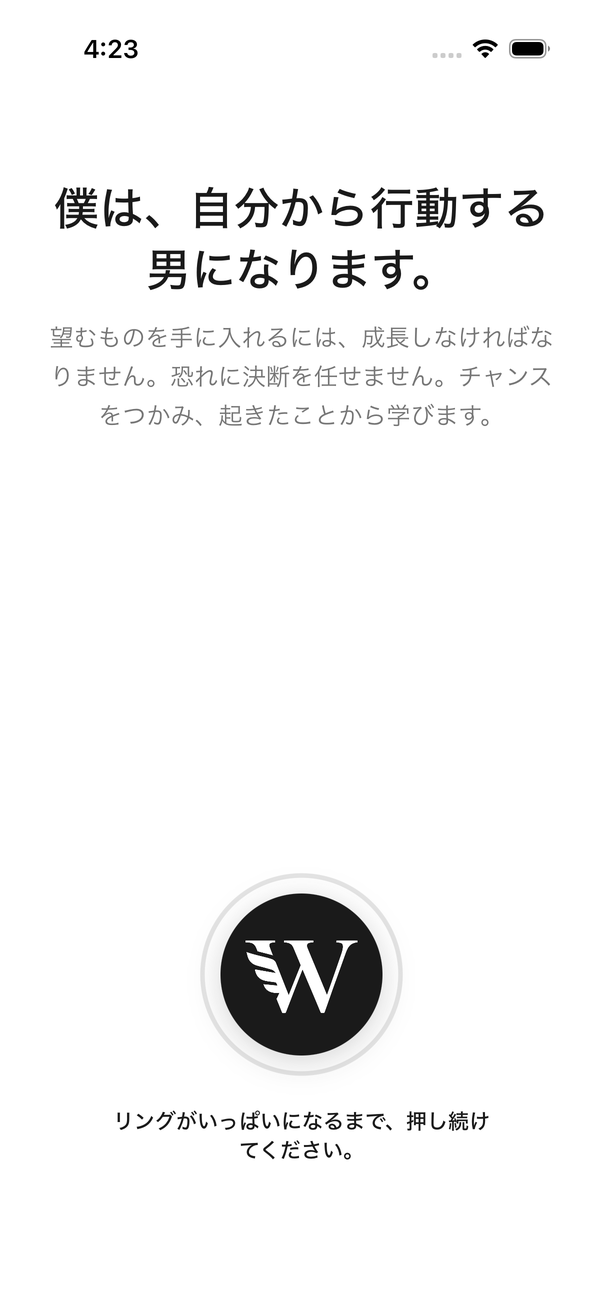 4:23
僕は、自分から行動する
男になります。
望むものを手に入れるには、成長しなければな
りません。恐れに決断を任せません。チャンス
をつかみ、起きたことから学びます。
W
リングがいっぱいになるまで、押し続け
てください。